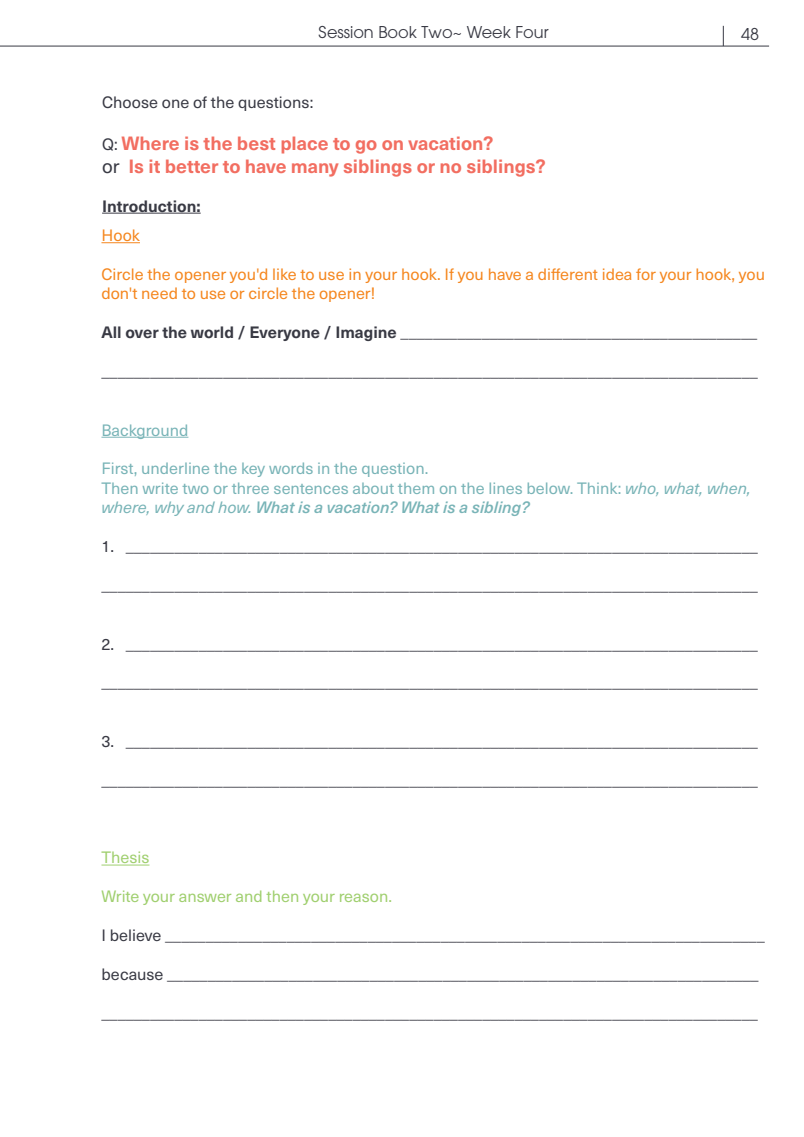 Session Book Two~ Week Four | 48
Choose one of the questions:
Q: Where is the best place to go on vacation?
or Is it better to have many siblings or no siblings?
Introduction:
Hook
Circle the opener you'd like to use in your hook. If you have a different idea for your hook, you
don't need to use or circle the opener!
All over the world / Everyone / Imagine
Background
First, underline the key words in the question.
Then write two or three sentences about them on the lines below. Think: who, what, when,
where, why and how. What is a vacation? What is a sibling?
1.
2.
3.
Thesis
Write your answer and then your reason.
I believe
because